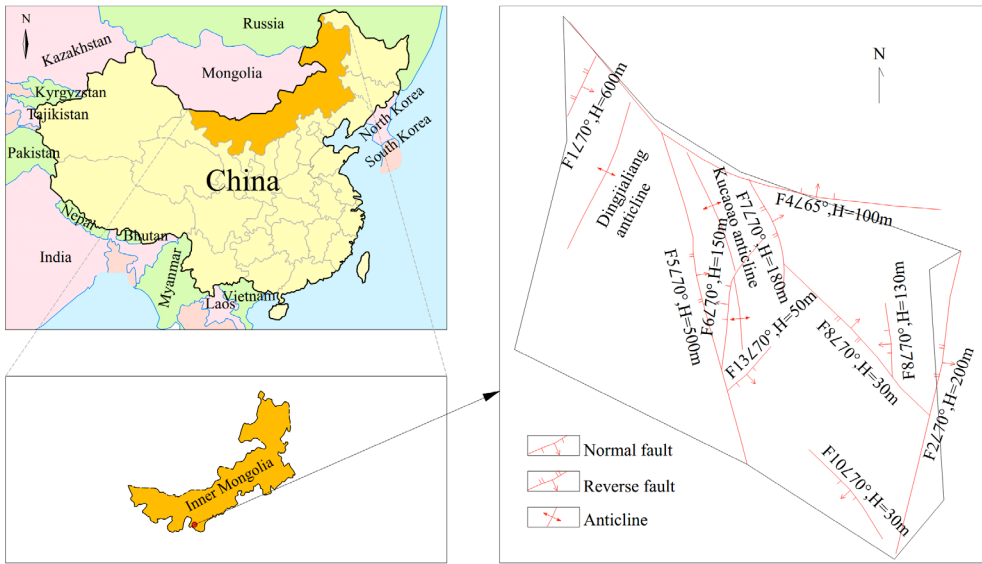 N
Russia
Kazakhstan
Mongolia
Kyrgyzstan
Tajikistan
North Korea
South Korea
Pakistan
China
Nepal
Bhutan
India
Myanmar
Laos
Vietnam
Inner Mongolia
N
F1∠70°,H=600m
Dingjialiang
anticline
Kucaoao anticline
F4∠65°,H=100m
F7∠70°,H=180m
F6∠70°,H=150m
F5∠70°,H=500m
F13∠70°,H=50m
F8∠70°,H=30m
F8∠70°,H=130m
F2∠70°,H=200m
F10∠70°,H=30m
Normal fault
Reverse fault
Anticline